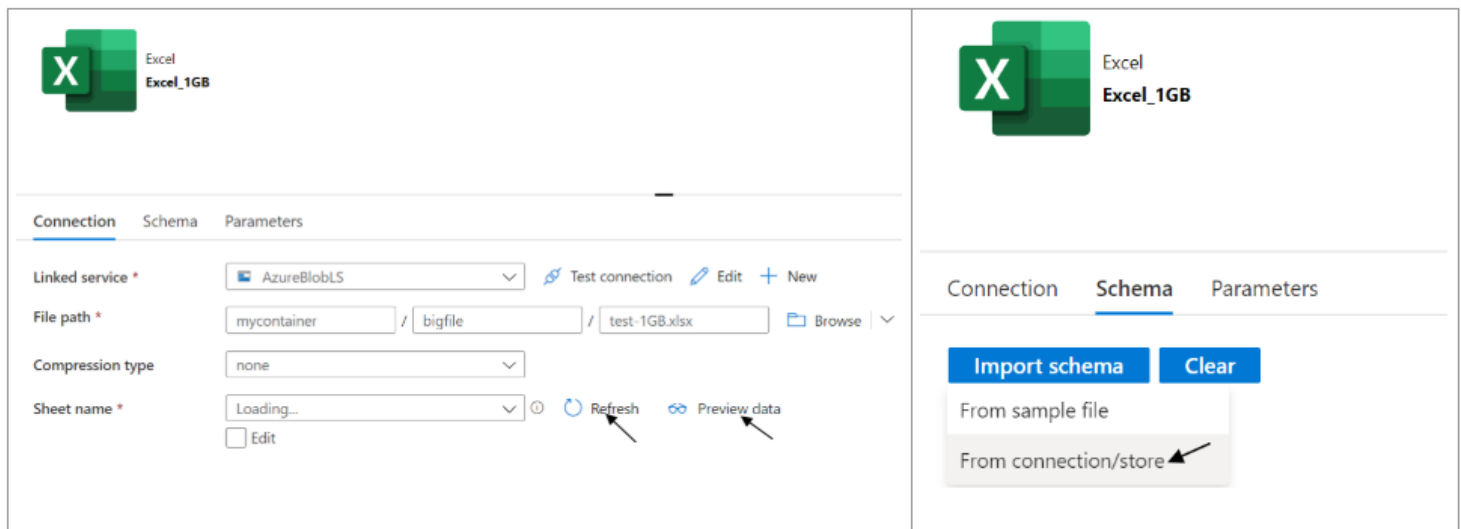 X
Excel
Excel_1GB
Connection Schema Parameters
Linked service * AzureBlobLS Test connection Edit New
File path * mycontainer / bigfile / test-1GB.xlsx Browse
Compression type none
Sheet name * Loading... Refresh Preview data
Edit
X
Excel
Excel_1GB
Connection Schema Parameters
Import schema Clear
From sample file
From connection/store